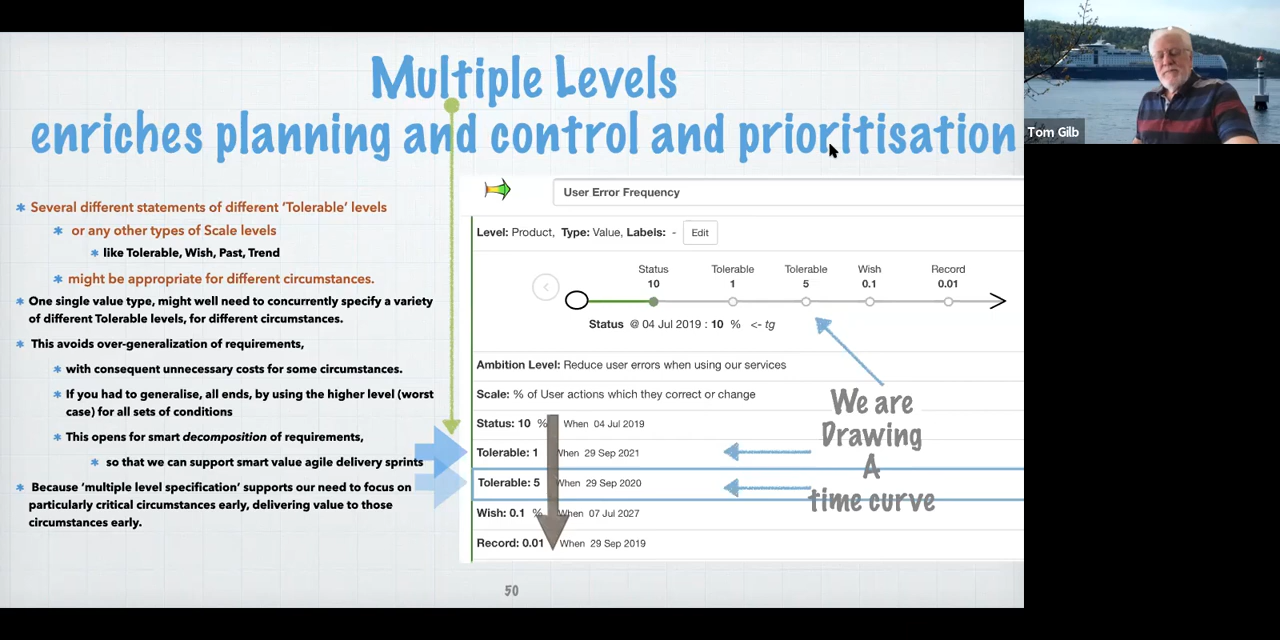 Multiple Levels
enriches planning and control and prioritisation
Tom Gilb
* Several different statements of different 'Tolerable' levels
* or any other types of Scale levels
* like Tolerable, Wish, Past, Trend
* might be appropriate for different circumstances.
* One single value type, might well need to concurrently specify a variety
of different Tolerable levels, for different circumstances.
* This avoids over-generalization of requirements,
* with consequent unnecessary costs for some circumstances.
* If you had to generalise, all ends, by using the higher level (worst
case) for all sets of conditions
* This opens for smart decomposition of requirements,
* so that we can support smart value agile delivery sprints
* Because 'multiple level specification' supports our need to focus on
particularly critical circumstances early, delivering value to those
circumstances early.
User Error Frequency
Level: Product, Type: Value, Labels: - Edit
Status Tolerable Tolerable Wish Record
10 1 5 0.1 0.01
Status @ 04 Jul 2019 : 10 % <- tg
Ambition Level: Reduce user errors when using our services
Scale: % of User actions which they correct or change
Status: 10 % When 04 Jul 2019
Tolerable: 1 When 29 Sep 2021
Tolerable: 5 When 29 Sep 2020
Wish: 0.1 % When 07 Jul 2027
Record: 0.01 When 29 Sep 2019
We are
Drawing
A
time curve
50